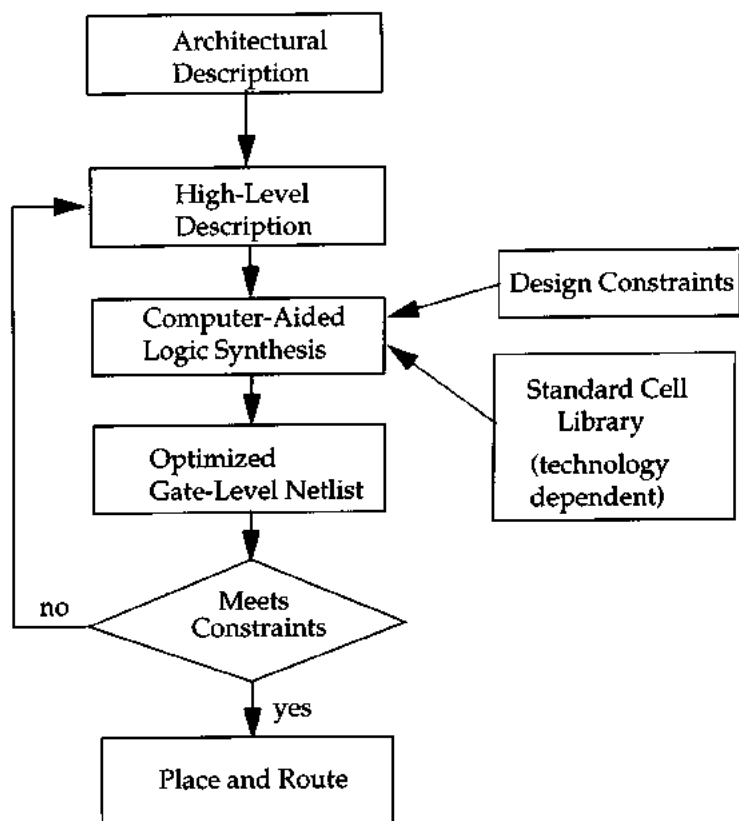 Architectural
Description
High-Level
Description
Design Constraints
Computer-Aided
Logic Synthesis
Standard Cell
Library
(technology
dependent)
Optimized
Gate-Level Netlist
no
Meets
Constraints
yes
Place and Route